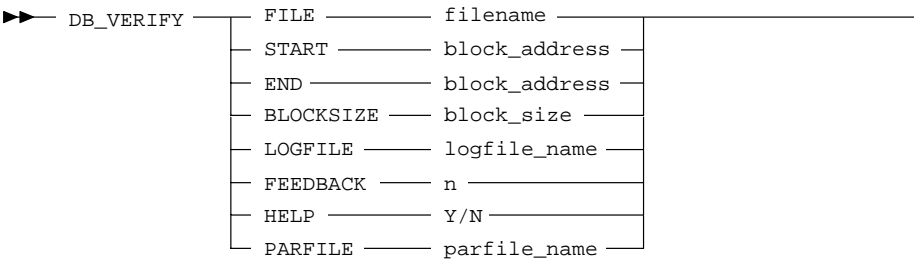 DB_VERIFY FILE filename
START block_address
END block_address
BLOCKSIZE block_size
LOGFILE logfile_name
FEEDBACK n
HELP Y/N
PARFILE parfile_name